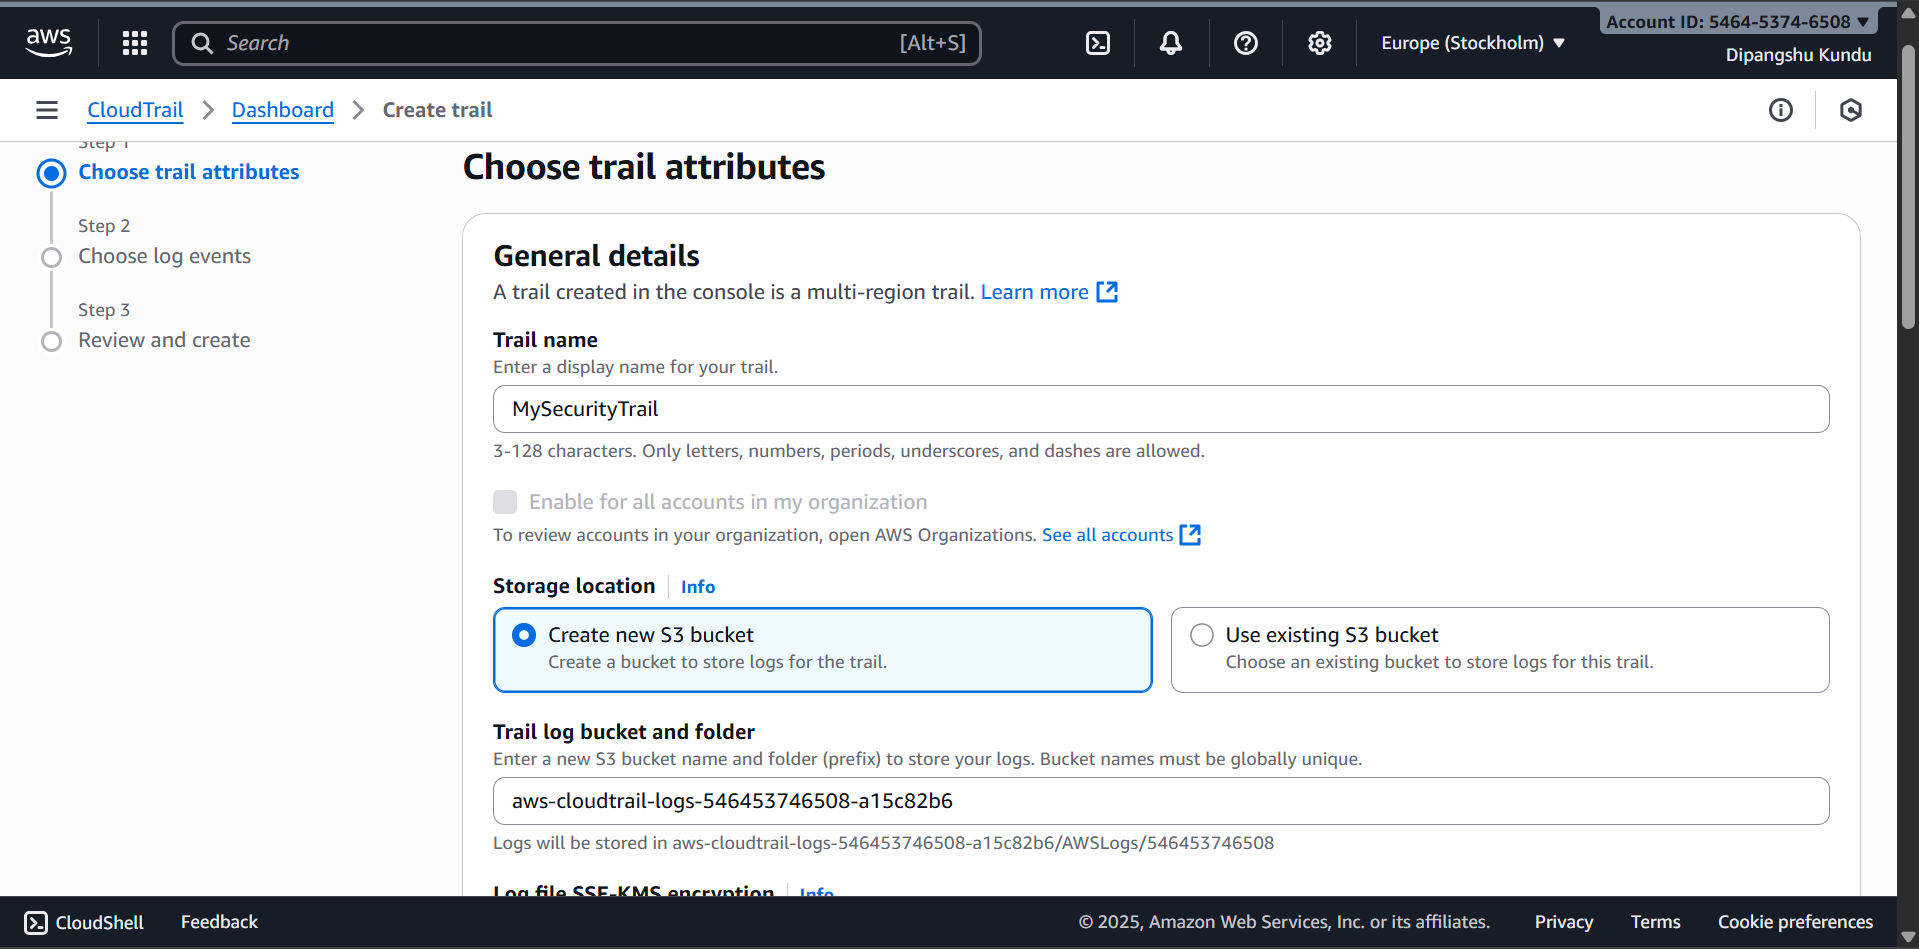 aws
Search
[Alt+S]
Europe (Stockholm)
Account ID: 5464-5374-6508
Dipangshu Kundu
CloudTrail
Dashboard
Create trail
Step 1
Choose trail attributes
Step 2
Choose log events
Step 3
Review and create
Choose trail attributes
General details
A trail created in the console is a multi-region trail. Learn more
Trail name
Enter a display name for your trail.
MySecurityTrail
3-128 characters. Only letters, numbers, periods, underscores, and dashes are allowed.
Enable for all accounts in my organization
To review accounts in your organization, open AWS Organizations. See all accounts
Storage location
Info
Create new S3 bucket
Create a bucket to store logs for the trail.
Use existing S3 bucket
Choose an existing bucket to store logs for this trail.
Trail log bucket and folder
Enter a new S3 bucket name and folder (prefix) to store your logs. Bucket names must be globally unique.
aws-cloudtrail-logs-546453746508-a15c82b6
Logs will be stored in aws-cloudtrail-logs-546453746508-a15c82b6/AWSLogs/546453746508
Log file SSE-KMS encryption
Info
CloudShell
Feedback
© 2025, Amazon Web Services, Inc. or its affiliates.
Privacy
Terms
Cookie preferences